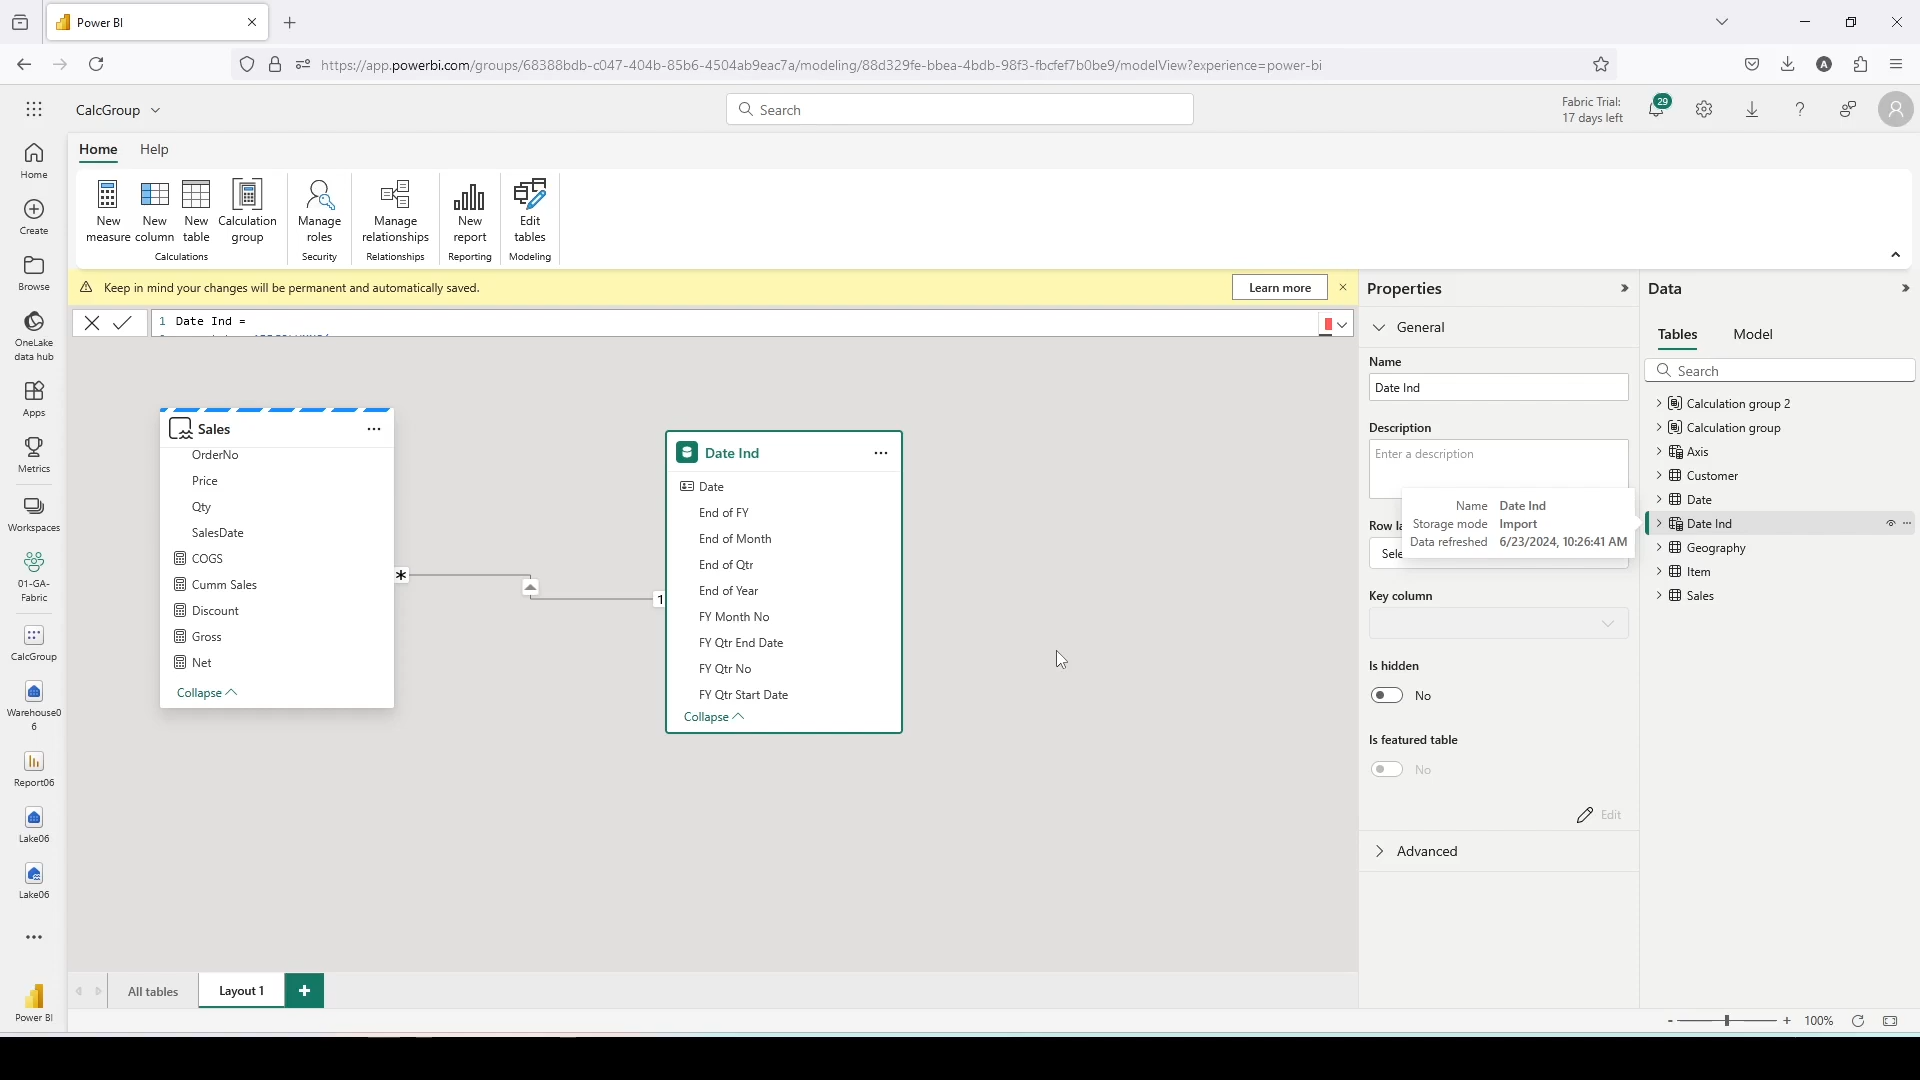 Power BI
https://app.powerbi.com/groups/68388bdb-c047-404b-85b6-4504ab9eac7a/modeling/88d329fe-bbea-4bdb-98f3-fbcfef7b0be9/modelView?experience=power-bi
A
CalcGroup
Search
Fabric Trial:
17 days left
29
Home
Create
Browse
OneLake
data hub
Apps
Metrics
Workspaces
01-GA-
Fabric
CalcGroup
Warehouse0
6
Report06
Lake06
Lake06
Power BI
Home
Help
New
measure
New
column
New
table
Calculation
group
Calculations
Manage
roles
Security
Manage
relationships
Relationships
New
report
Reporting
Edit
tables
Modeling
Keep in mind your changes will be permanent and automatically saved.
Learn more
1 Date Ind =
Sales
OrderNo
Price
Qty
SalesDate
COGS
Cumm Sales
Discount
Gross
Net
Collapse
*
1
Date Ind
Date
End of FY
End of Month
End of Qtr
End of Year
FY Month No
FY Qtr End Date
FY Qtr No
FY Qtr Start Date
Collapse
All tables
Layout 1
+
Properties
General
Name
Date Ind
Description
Enter a description
Row la
Sele
Name Date Ind
Storage mode Import
Data refreshed 6/23/2024, 10:26:41 AM
Key column
Is hidden
No
Is featured table
No
Edit
Advanced
Data
Tables
Model
Search
Calculation group 2
Calculation group
Axis
Customer
Date
Date Ind
Geography
Item
Sales
- + 100%